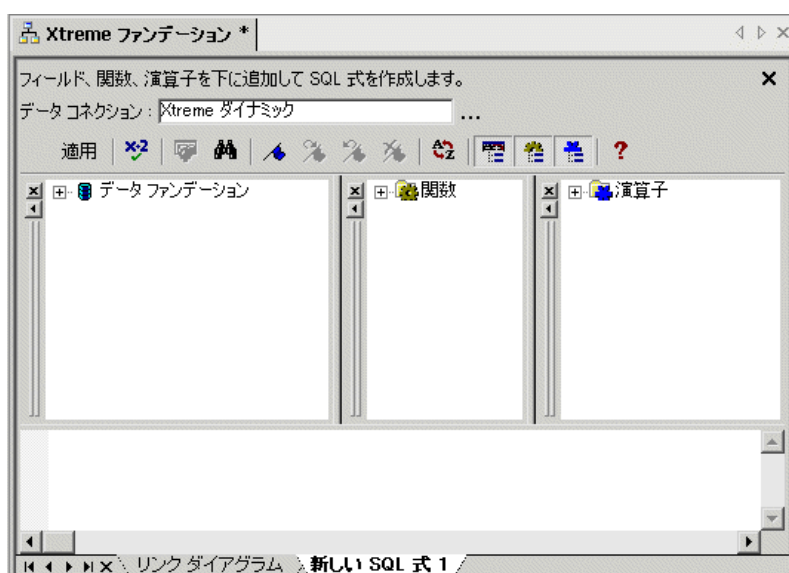 Xtreme ファンデーション *
フィールド、関数、演算子を下に追加して SQL 式を作成します。
データ コネクション : Xtreme ダイナミック ...
適用
データ ファンデーション
関数
演算子
リンク ダイアグラム
新しい SQL 式 1